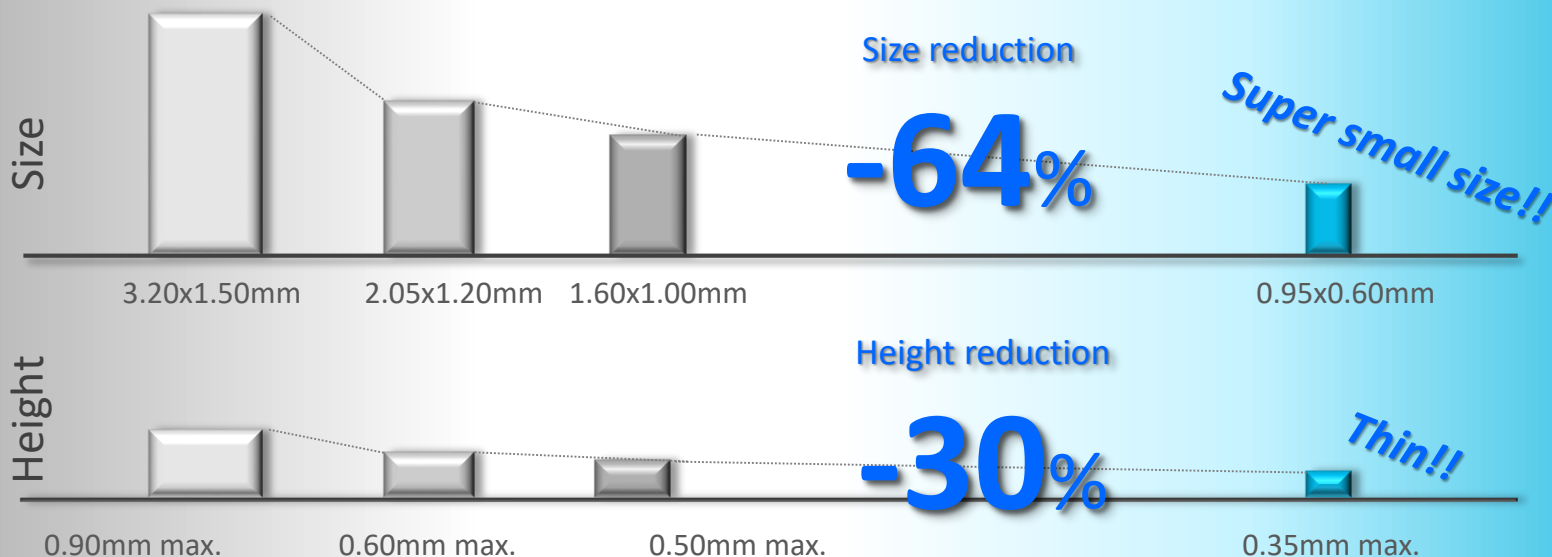 Size reduction
-64%
Super small size!!
Size
3.20x1.50mm
2.05x1.20mm
1.60x1.00mm
0.95x0.60mm
Height reduction
-30%
Thin!!
Height
0.90mm max.
0.60mm max.
0.50mm max.
0.35mm max.